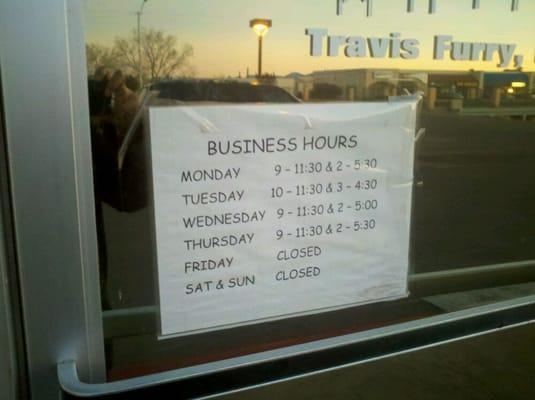 Travis Furry,
BUSINESS HOURS
MONDAY 9 - 11:30 & 2 - 5:30
TUESDAY 10 - 11:30 & 3 - 4:30
WEDNESDAY 9 - 11:30 & 2 - 5:00
THURSDAY 9 - 11:30 & 2 - 5:30
FRIDAY CLOSED
SAT & SUN CLOSED